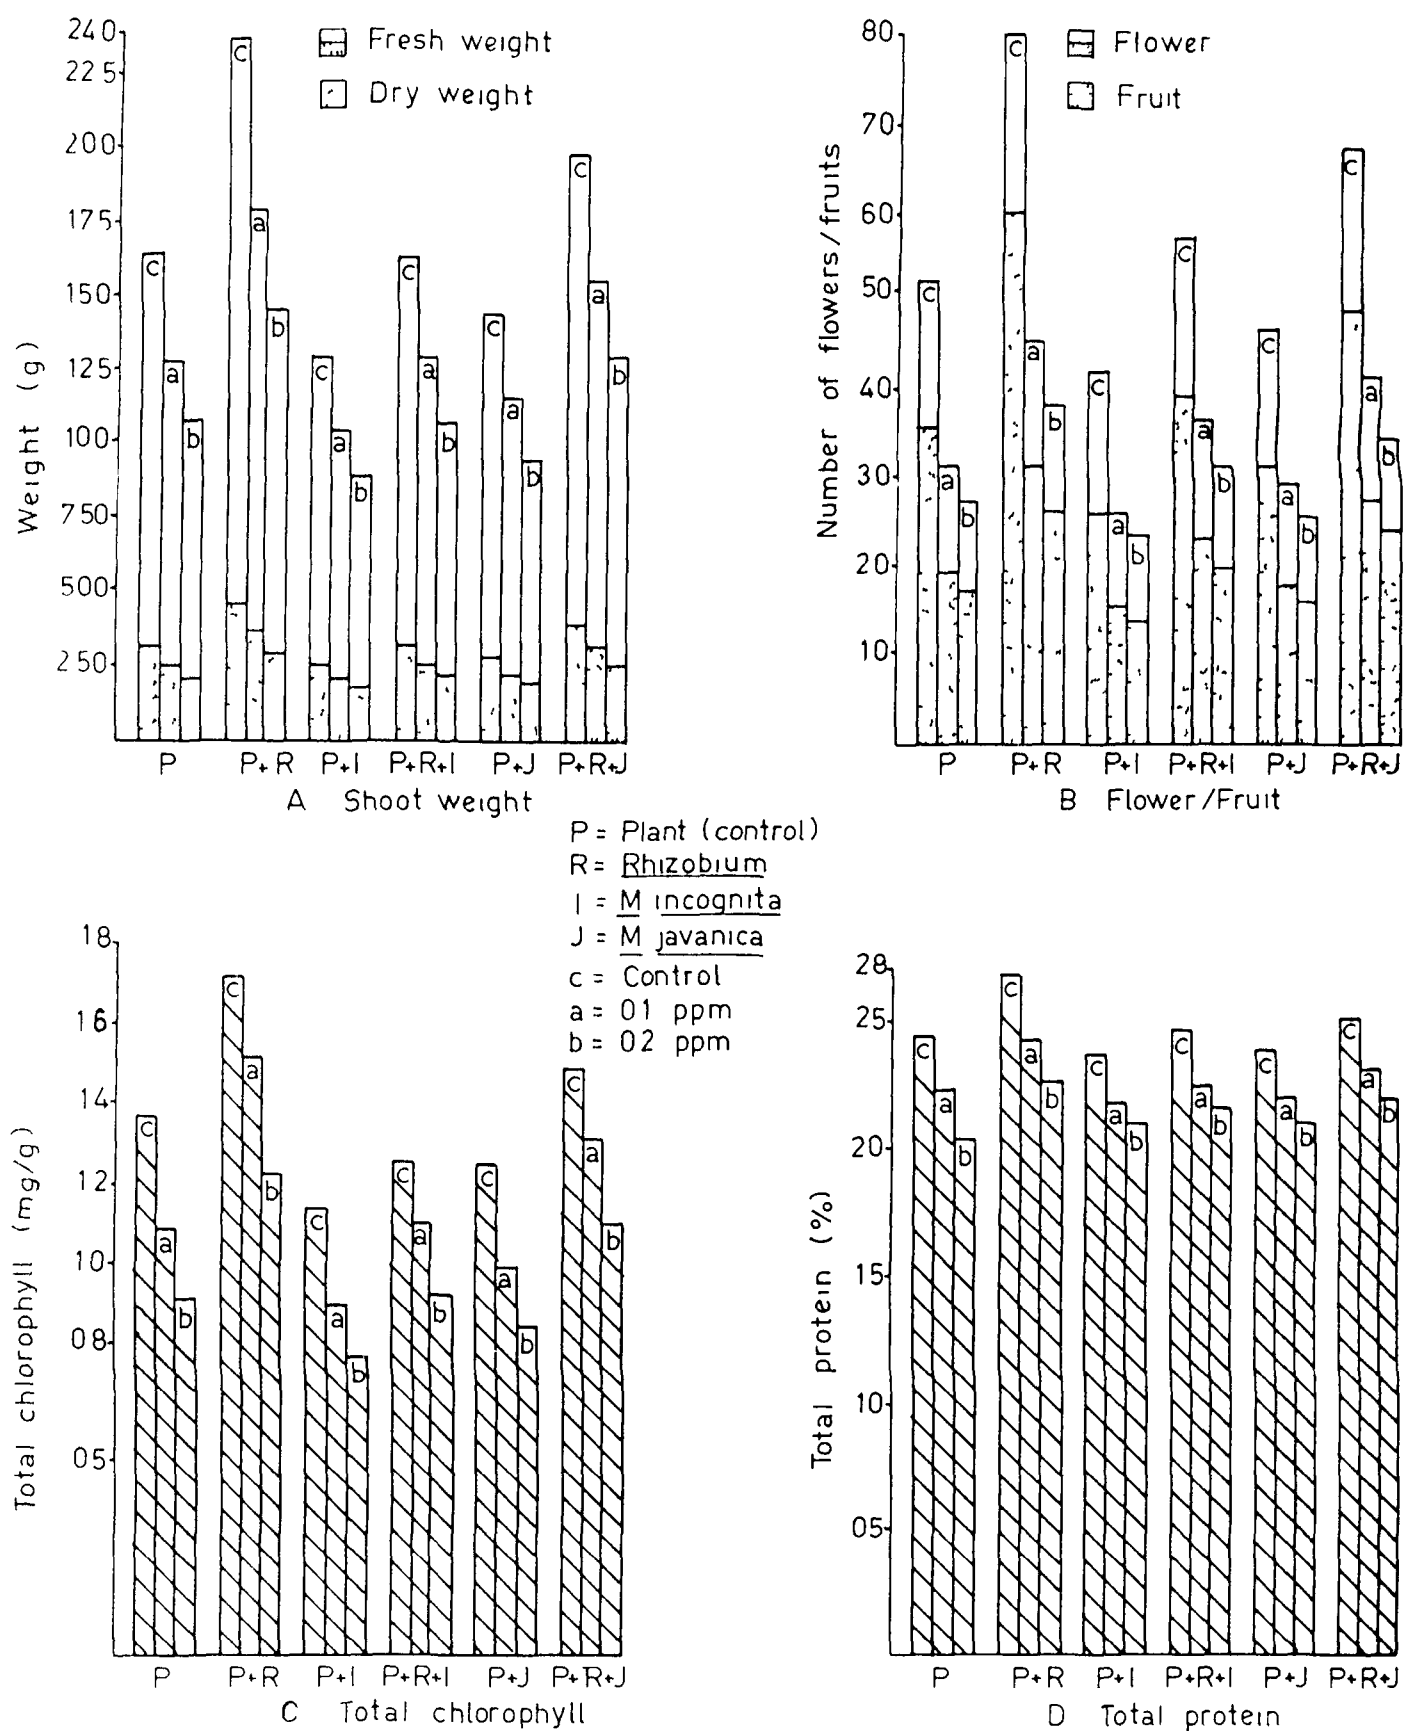 Fresh weight
Dry weight
240
225
200
175
150
125
100
750
500
250
Weight (g)
c a b c a b c a b c a b c a b c a b
P P+R P+I P+R+I P+J P+R+J
A Shoot weight
Flower
Fruit
80
70
60
50
40
30
20
10
Number of flowers/fruits
c a b c a b c a b c a b c a b c a b
P P+R P+I P+R+I P+J P+R+J
B Flower/Fruit
P = Plant (control)
R = Rhizobium
I = M incognita
J = M javanica
c = Control
a = 01 ppm
b = 02 ppm
18
16
14
12
10
08
05
Total chlorophyll (mg/g)
c a b c a b c a b c a b c a b c a b
P P+R P+I P+R+I P+J P+R+J
C Total chlorophyll
28
25
20
15
10
05
Total protein (%)
c a b c a b c a b c a b c a b c a b
P P+R P+I P+R+I P+J P+R+J
D Total protein